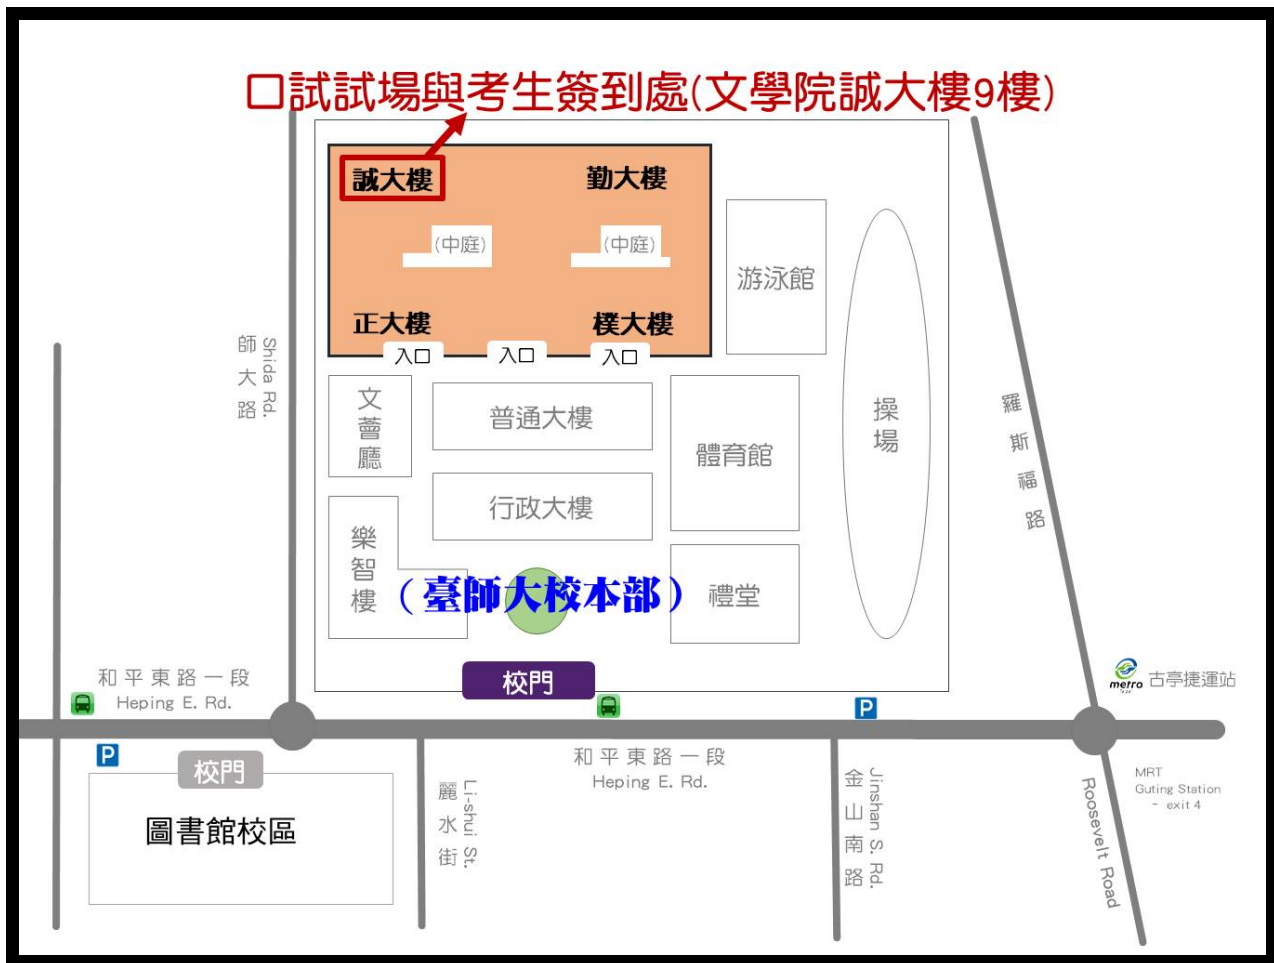 口試試場與考生簽到處(文學院誠大樓9樓)
誠大樓
勤大樓
(中庭)
(中庭)
正大樓
樸大樓
入口
入口
入口
游泳館
操場
師大路
Shida Rd.
文薈廳
普通大樓
體育館
行政大樓
樂智樓
(臺師大校本部)
禮堂
校門
羅斯福路
和平東路一段
Heping E. Rd.
metro
古亭捷運站
P
P
校門
圖書館校區
麗水街
Li-shui St.
和平東路一段
Heping E. Rd.
金山南路
Jinshan S. Rd.
Roosevelt Road
MRT
Guting Station
- exit 4